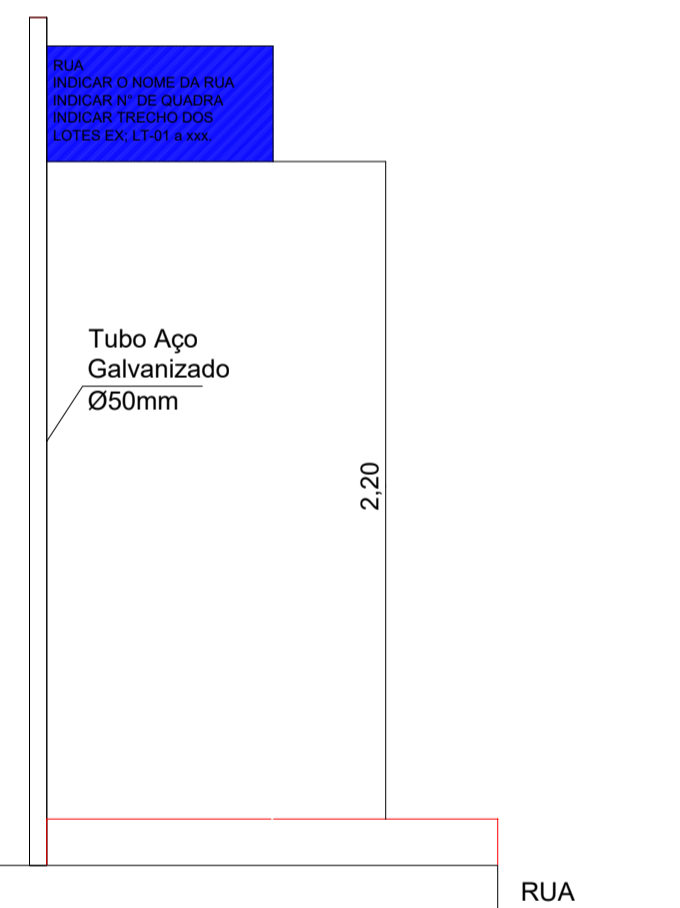 RUA
INDICAR O NOME DA RUA
INDICAR N° DE QUADRA
INDICAR TRECHO DOS
LOTES EX; LT-01 a xxx.
Tubo Aço
Galvanizado
Ø50mm
2,20
RUA